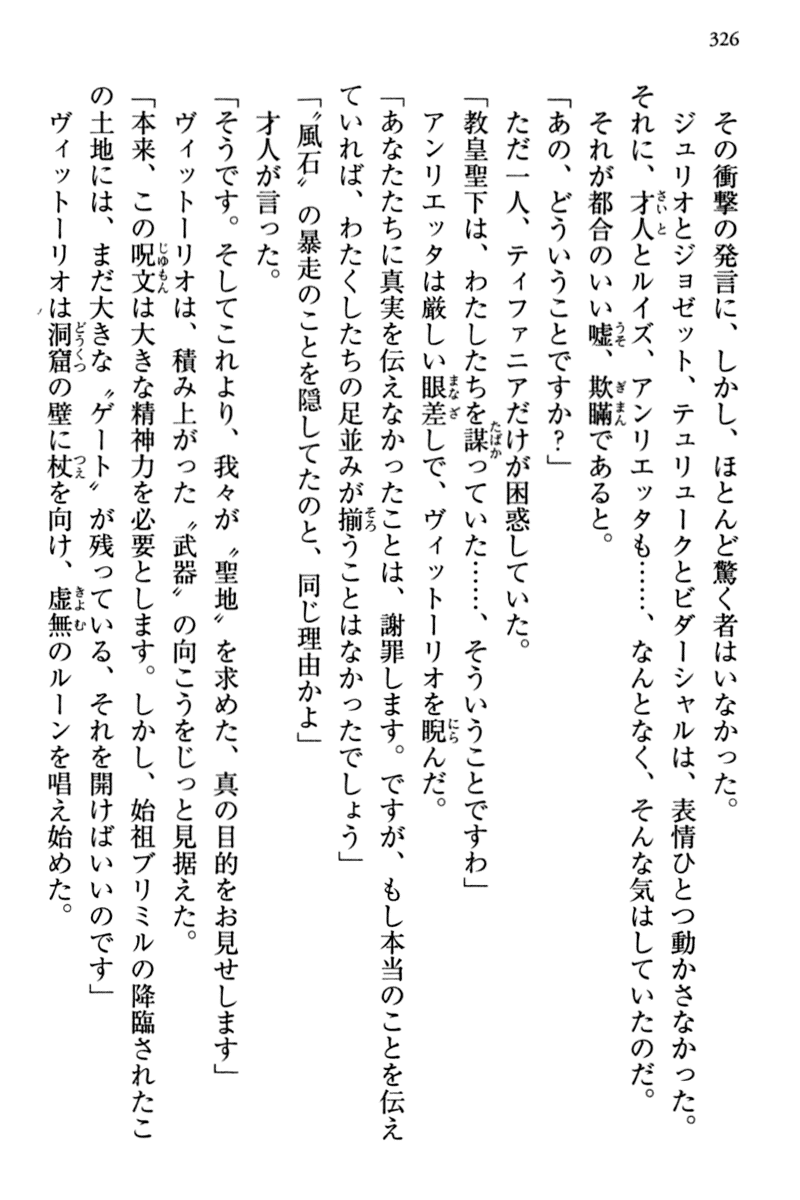 326
その衝撃の発言に、しかし、ほとんど驚く者はいなかった。
ジュリオとジョゼット、テュリュークとビダーシャルは、表情ひとつ動かさなかった。
それに、才人とルイズ、アンリエッタも……、なんとなく、そんな気はしていたのだ。
それが都合のいい嘘、欺瞞であると。
「あの、どういうことですか?」
ただ一人、ティファニアだけが困惑していた。
「教皇聖下は、わたしたちを謀っていた……、そういうことですわ」
アンリエッタは厳しい眼差しで、ヴィットーリオを睨んだ。
「あなたたちに真実を伝えなかったことは、謝罪します。ですが、もし本当のことを伝え
ていれば、わたくしたちの足並みが揃うことはなかったでしょう」
「〝風石〟の暴走のことを隠してたのと、同じ理由かよ」
才人が言った。
「そうです。そしてこれより、我々が〝聖地〟を求めた、真の目的をお見せします」
ヴィットーリオは、積み上がった〝武器〟の向こうをじっと見据えた。
「本来、この呪文は大きな精神力を必要とします。しかし、始祖ブリミルの降臨されたこ
の土地には、まだ大きな〝ゲート〟が残っている、それを開けばいいのです」
ヴィットーリオは洞窟の壁に杖を向け、虚無のルーンを唱え始めた。